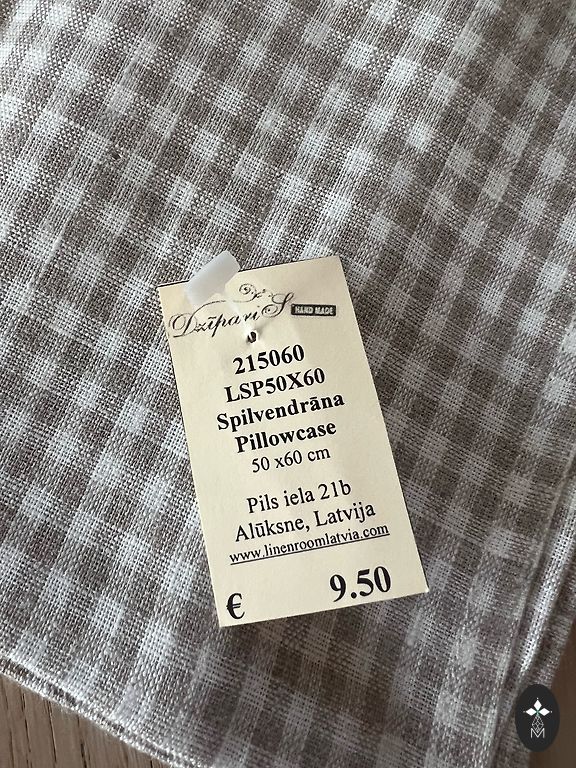 DzīpariS HAND MADE
215060
LSP50X60
Spilvendrāna
Pillowcase
50 x60 cm
Pils iela 21b
Alūksne, Latvija
www.linenroomlatvia.com
€ 9.50